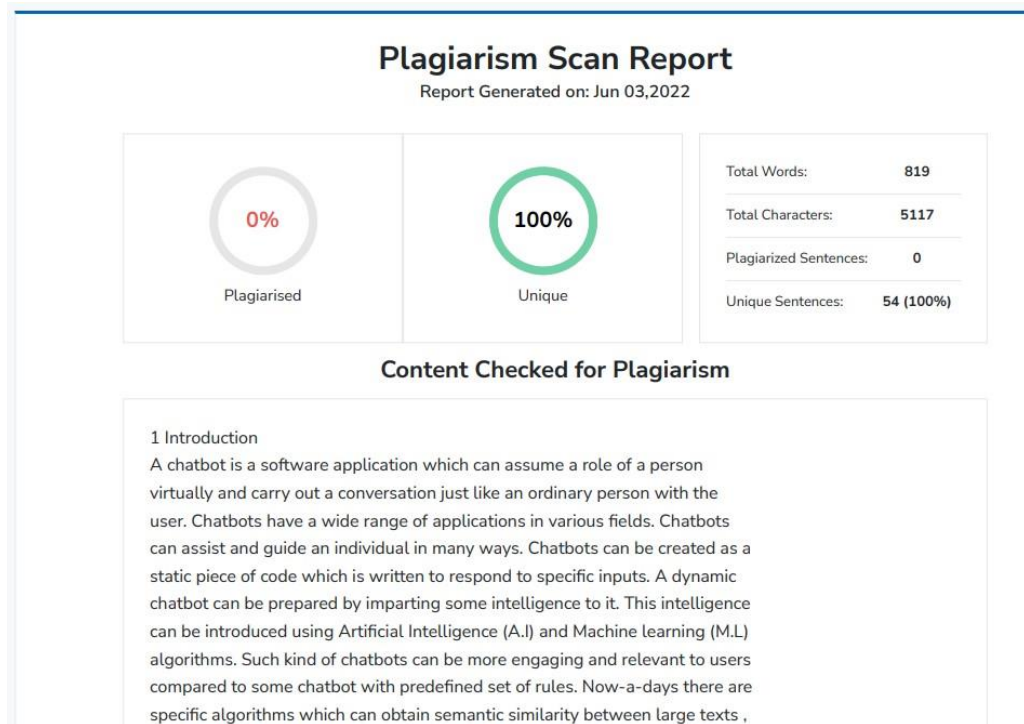 Plagiarism Scan Report
Report Generated on: Jun 03,2022
0%
Plagiarised
100%
Unique
Total Words: 819
Total Characters: 5117
Plagiarized Sentences: 0
Unique Sentences: 54 (100%)
Content Checked for Plagiarism
1 Introduction
A chatbot is a software application which can assume a role of a person
virtually and carry out a conversation just like an ordinary person with the
user. Chatbots have a wide range of applications in various fields. Chatbots
can assist and guide an individual in many ways. Chatbots can be created as a
static piece of code which is written to respond to specific inputs. A dynamic
chatbot can be prepared by imparting some intelligence to it. This intelligence
can be introduced using Artificial Intelligence (A.I) and Machine learning (M.L)
algorithms. Such kind of chatbots can be more engaging and relevant to users
compared to some chatbot with predefined set of rules. Now-a-days there are
specific algorithms which can obtain semantic similarity between large texts ,